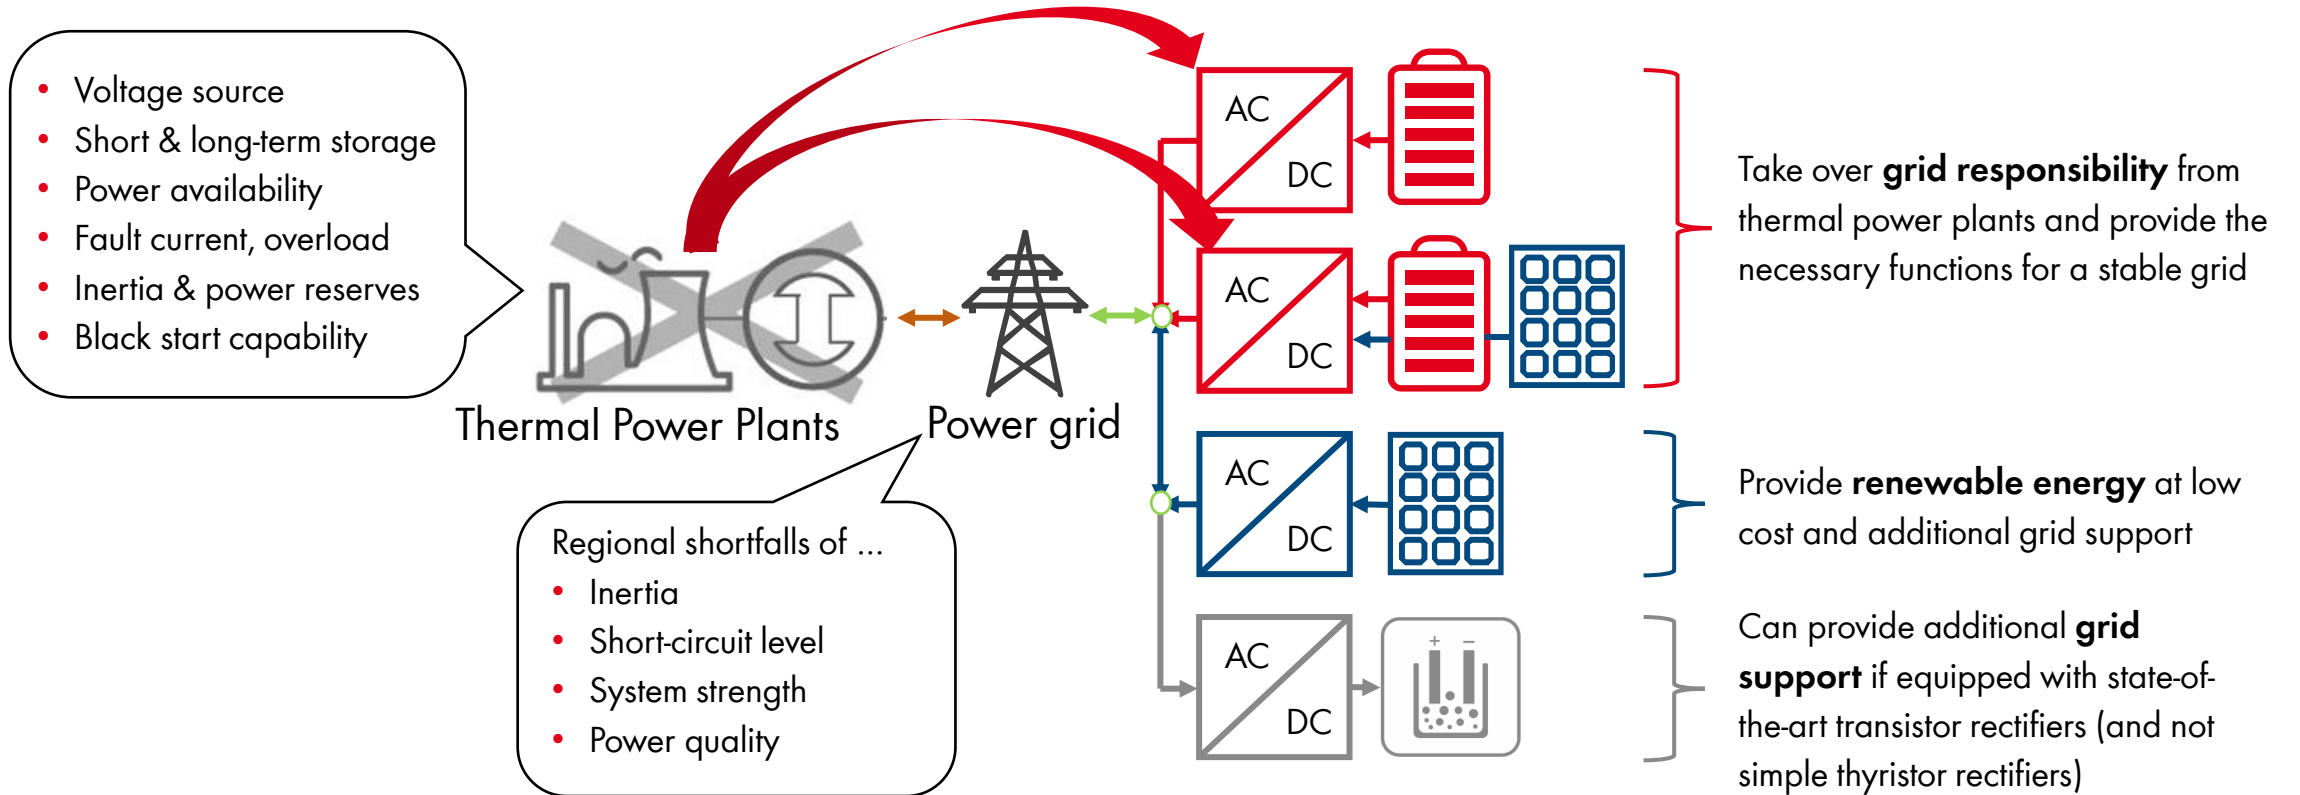 • Voltage source
• Short & long-term storage
• Power availability
• Fault current, overload
• Inertia & power reserves
• Black start capability
Thermal Power Plants
Power grid
Regional shortfalls of ...
• Inertia
• Short-circuit level
• System strength
• Power quality
AC
DC
AC
DC
AC
DC
AC
DC
+ −
Take over grid responsibility from
thermal power plants and provide the
necessary functions for a stable grid
Provide renewable energy at low
cost and additional grid support
Can provide additional grid
support if equipped with state-of-
the-art transistor rectifiers (and not
simple thyristor rectifiers)